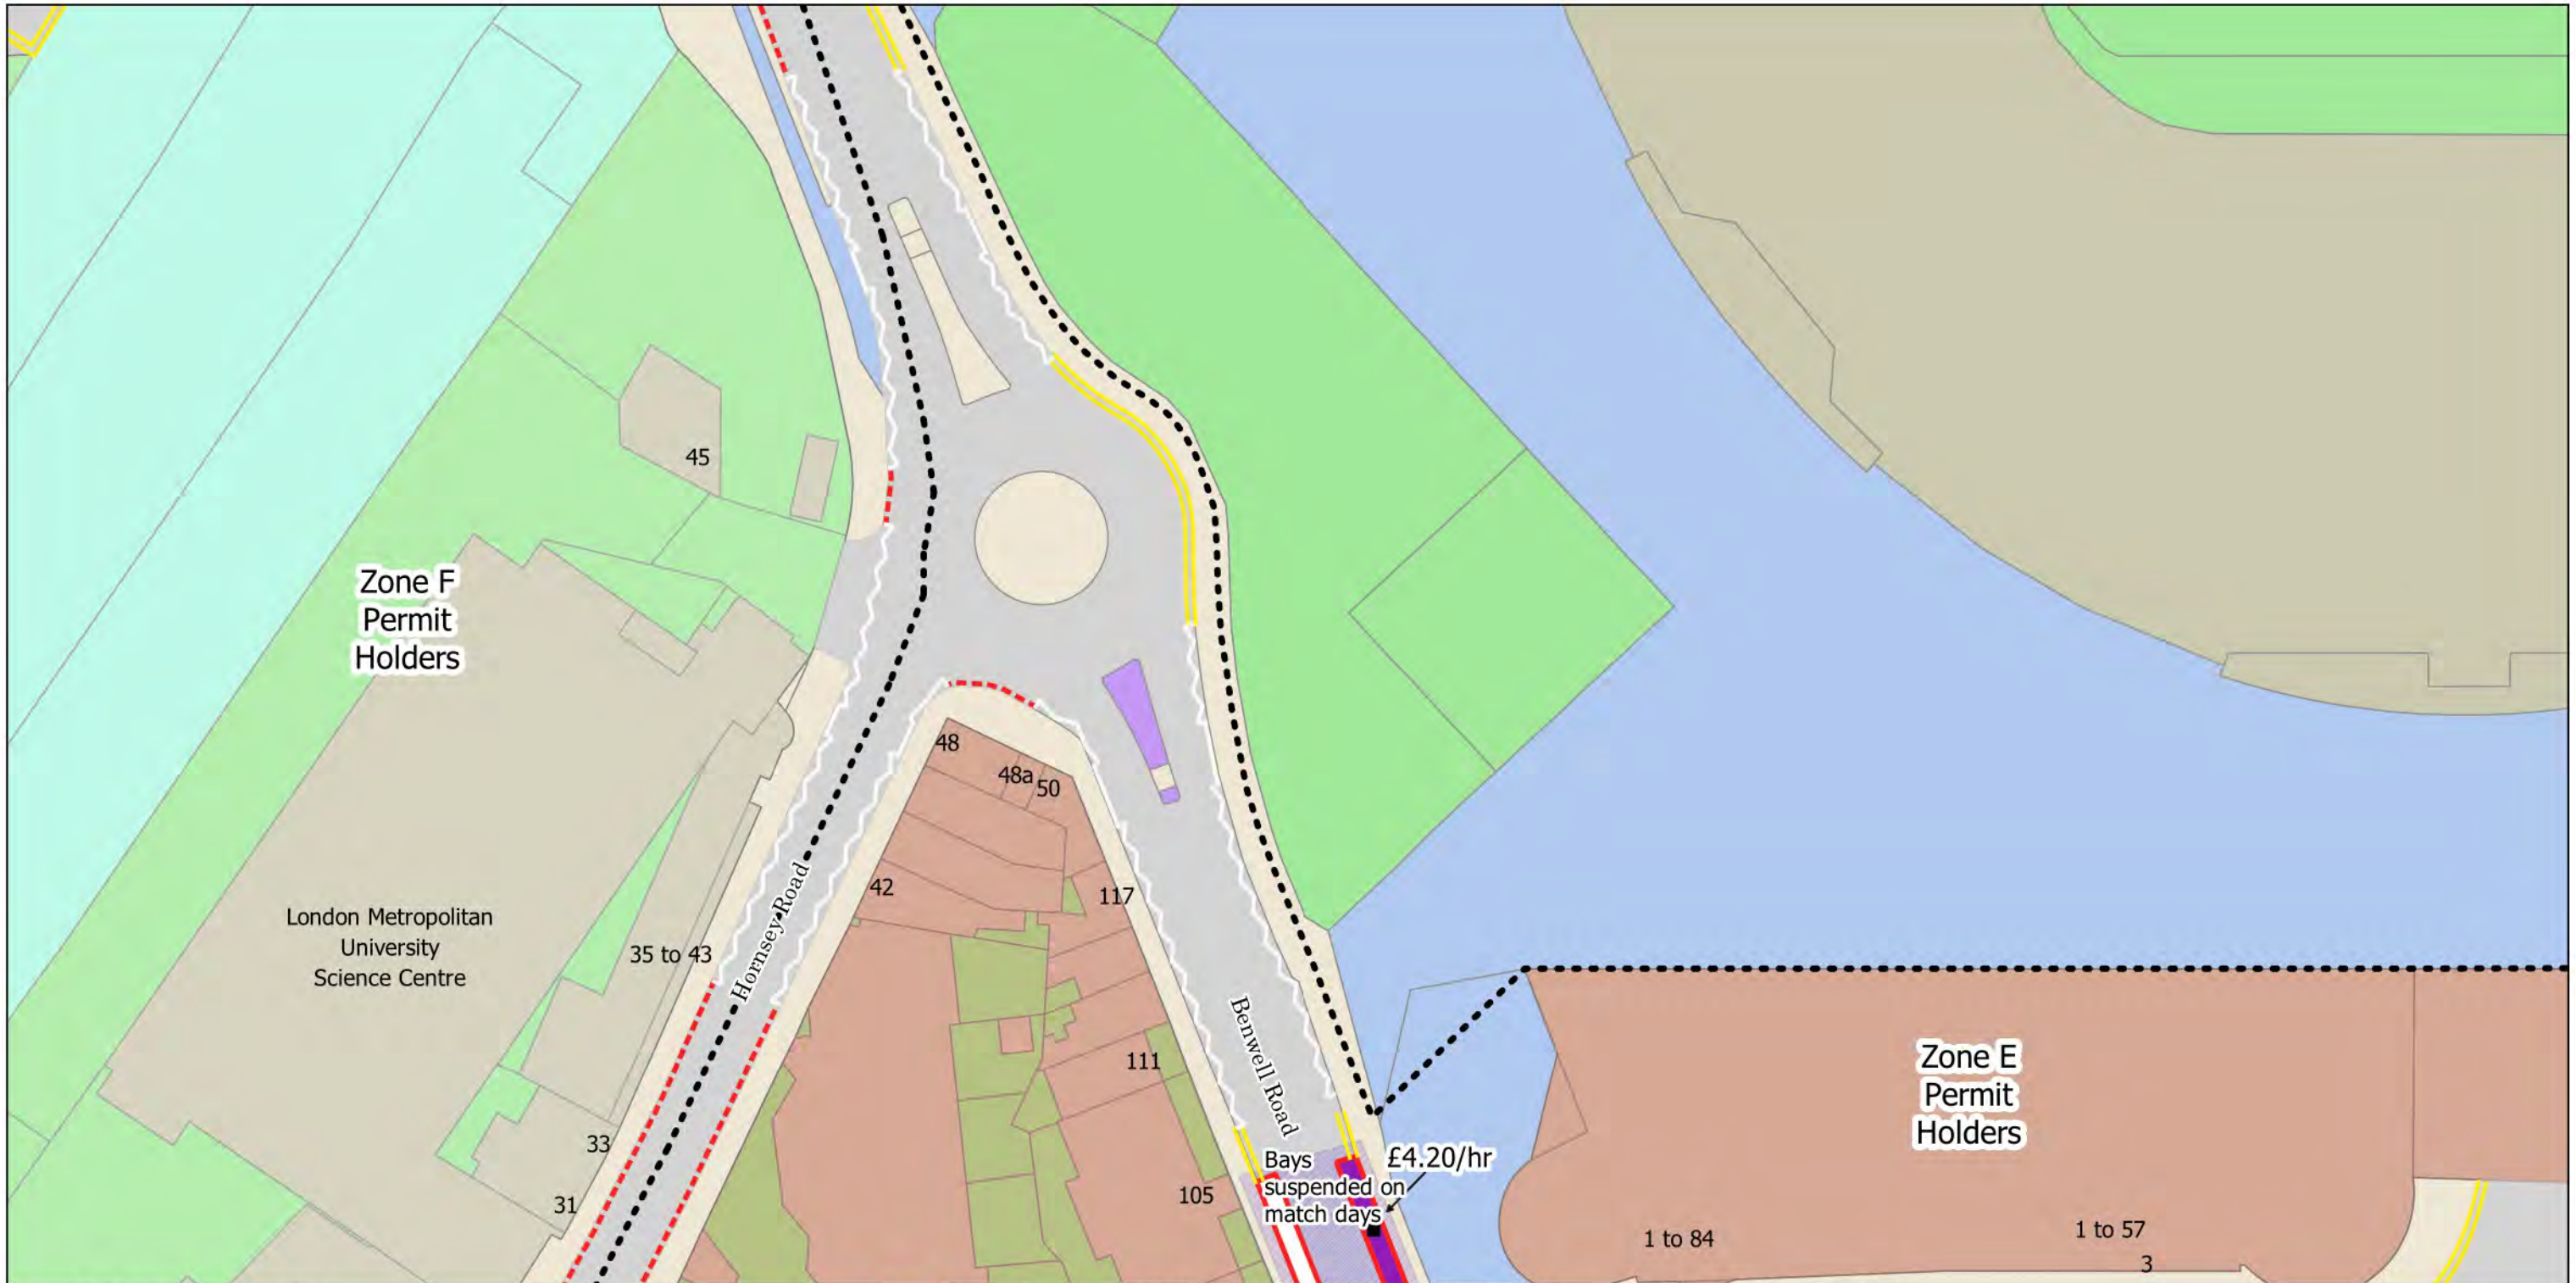 45
Zone F
Permit
Holders
48
48a
50
42
117
London Metropolitan
University
Science Centre
35 to 43
Hornsey Road
Benwell Road
111
Zone E
Permit
Holders
33
Bays
suspended on
match days
£4.20/hr
31
105
1 to 84
1 to 57
3